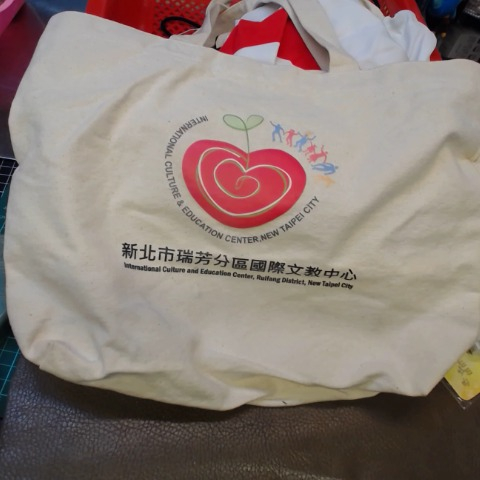 INTERNATIONAL CULTURE & EDUCATION CENTER,NEW TAIPEI CITY
新北市瑞芳分區國際文教中心
International Culture and Education Center, Ruifang District, New Taipei City